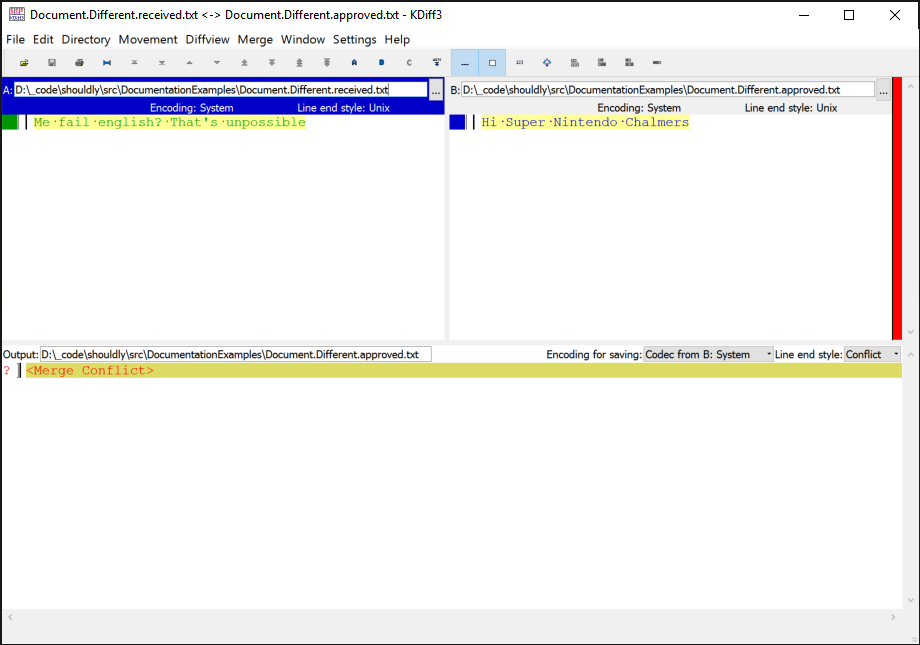 Document.Different.received.txt <-> Document.Different.approved.txt - KDiff3
File Edit Directory Movement Diffview Merge Window Settings Help
A: D:\_code\shouldly\src\DocumentationExamples\Document.Different.received.txt ...
Encoding: System Line end style: Unix
Me·fail·english?·That's·unpossible
B: D:\_code\shouldly\src\DocumentationExamples\Document.Different.approved.txt ...
Encoding: System Line end style: Unix
Hi·Super·Nintendo·Chalmers
Output: D:\_code\shouldly\src\DocumentationExamples\Document.Different.approved.txt Encoding for saving: Codec from B: System Line end style: Conflict
? <Merge Conflict>